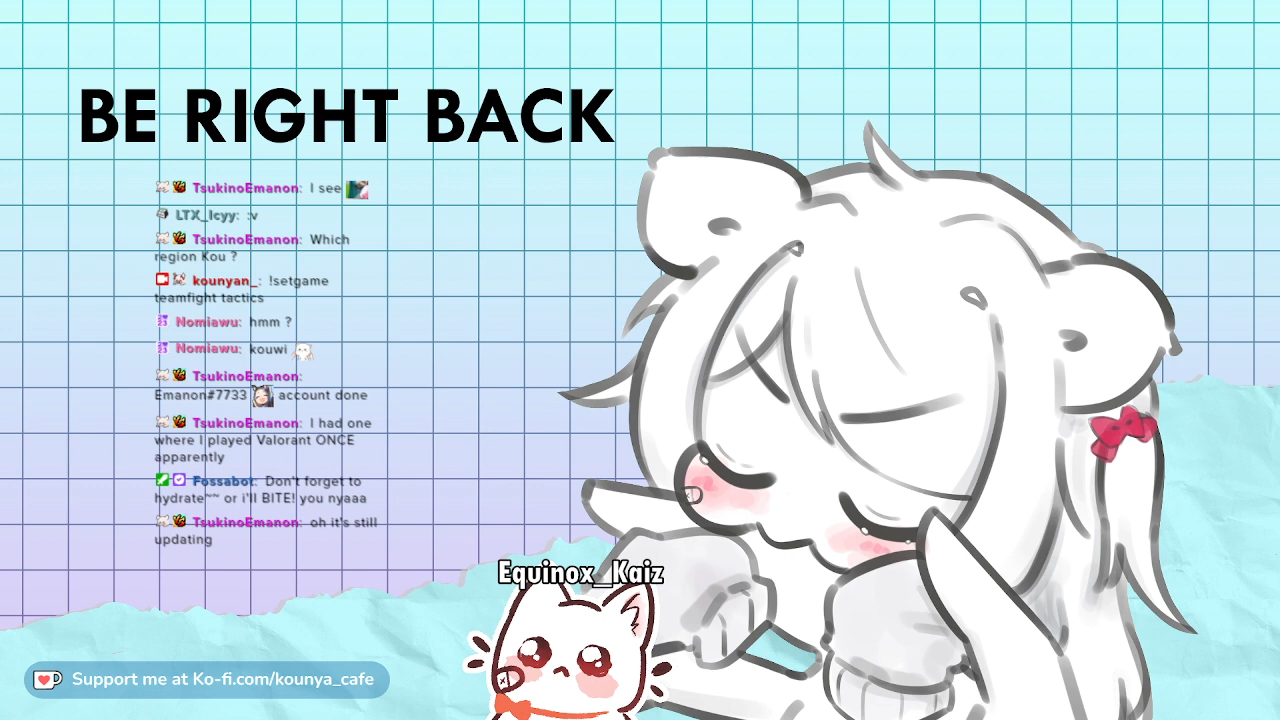 BE RIGHT BACK
TsukinoEmanon: I see
LTX_Icyy: :v
TsukinoEmanon: Which
region Kou ?
kounyan_: !setgame
teamfight tactics
Nomiawu: hmm ?
Nomiawu: kouwi
TsukinoEmanon:
Emanon#7733 account done
TsukinoEmanon: I had one
where I played Valorant ONCE
apparently
Fossabot: Don't forget to
hydrate~~ or i'll BITE! you nyaaa
TsukinoEmanon: oh it's still
updating
Equinox_Kaiz
Support me at Ko-fi.com/kounya_cafe